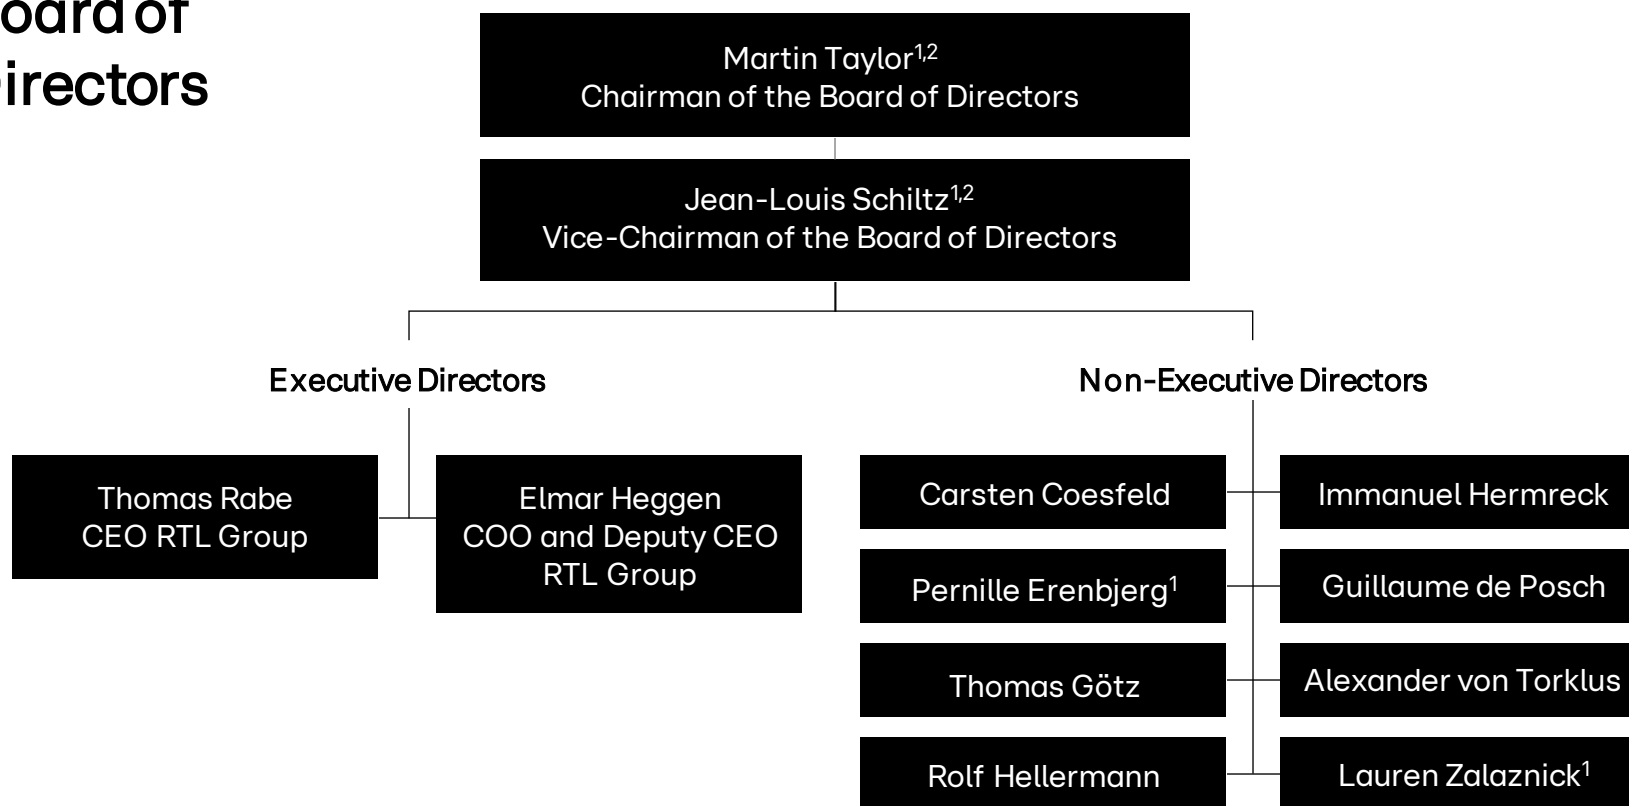 oard of
irectors
Martin Taylor1,2
Chairman of the Board of Directors
Jean-Louis Schiltz1,2
Vice-Chairman of the Board of Directors
Executive Directors
Non-Executive Directors
Thomas Rabe
CEO RTL Group
Elmar Heggen
COO and Deputy CEO
RTL Group
Carsten Coesfeld
Immanuel Hermreck
Pernille Erenbjerg1
Guillaume de Posch
Thomas Götz
Alexander von Torklus
Rolf Hellermann
Lauren Zalaznick1